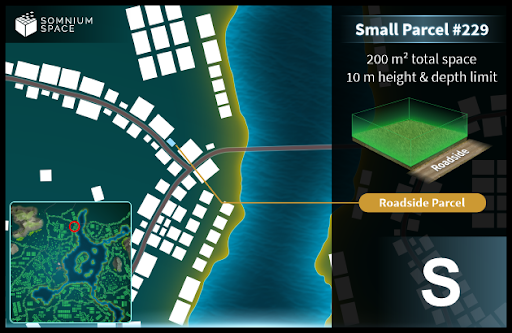 SOMNIUM
SPACE
Small Parcel #229
200 m² total space
10 m height & depth limit
Roadside
Roadside Parcel
S